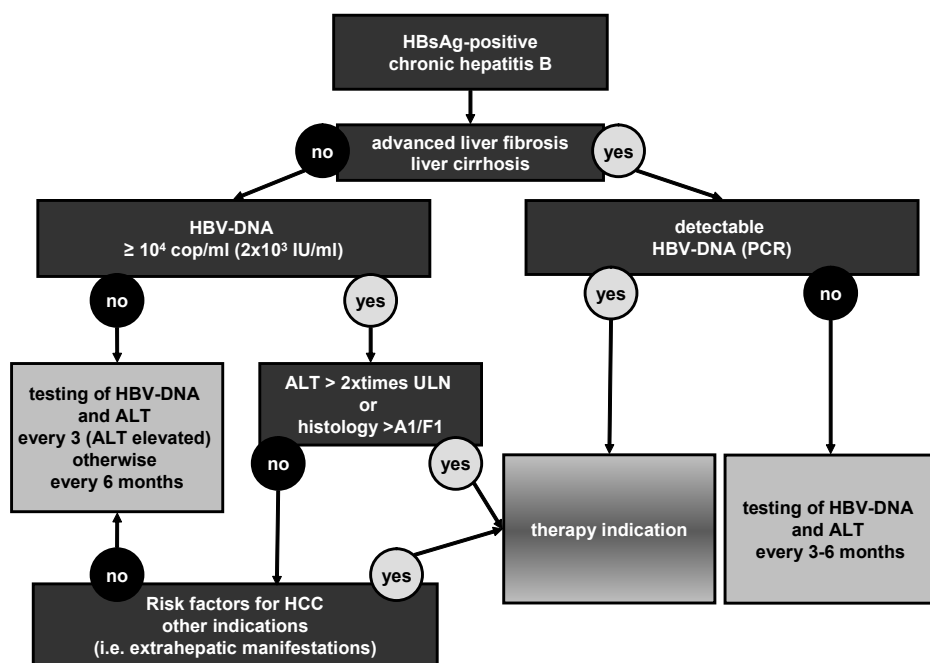 HBsAg-positive
chronic hepatitis B
no
advanced liver fibrosis
liver cirrhosis
yes
HBV-DNA
≥ 10⁴ cop/ml (2x10³ IU/ml)
detectable
HBV-DNA (PCR)
no
yes
yes
no
testing of HBV-DNA
and ALT
every 3 (ALT elevated)
otherwise
every 6 months
ALT > 2xtimes ULN
or
histology >A1/F1
no
yes
therapy indication
testing of HBV-DNA
and ALT
every 3-6 months
no
yes
Risk factors for HCC
other indications
(i.e. extrahepatic manifestations)